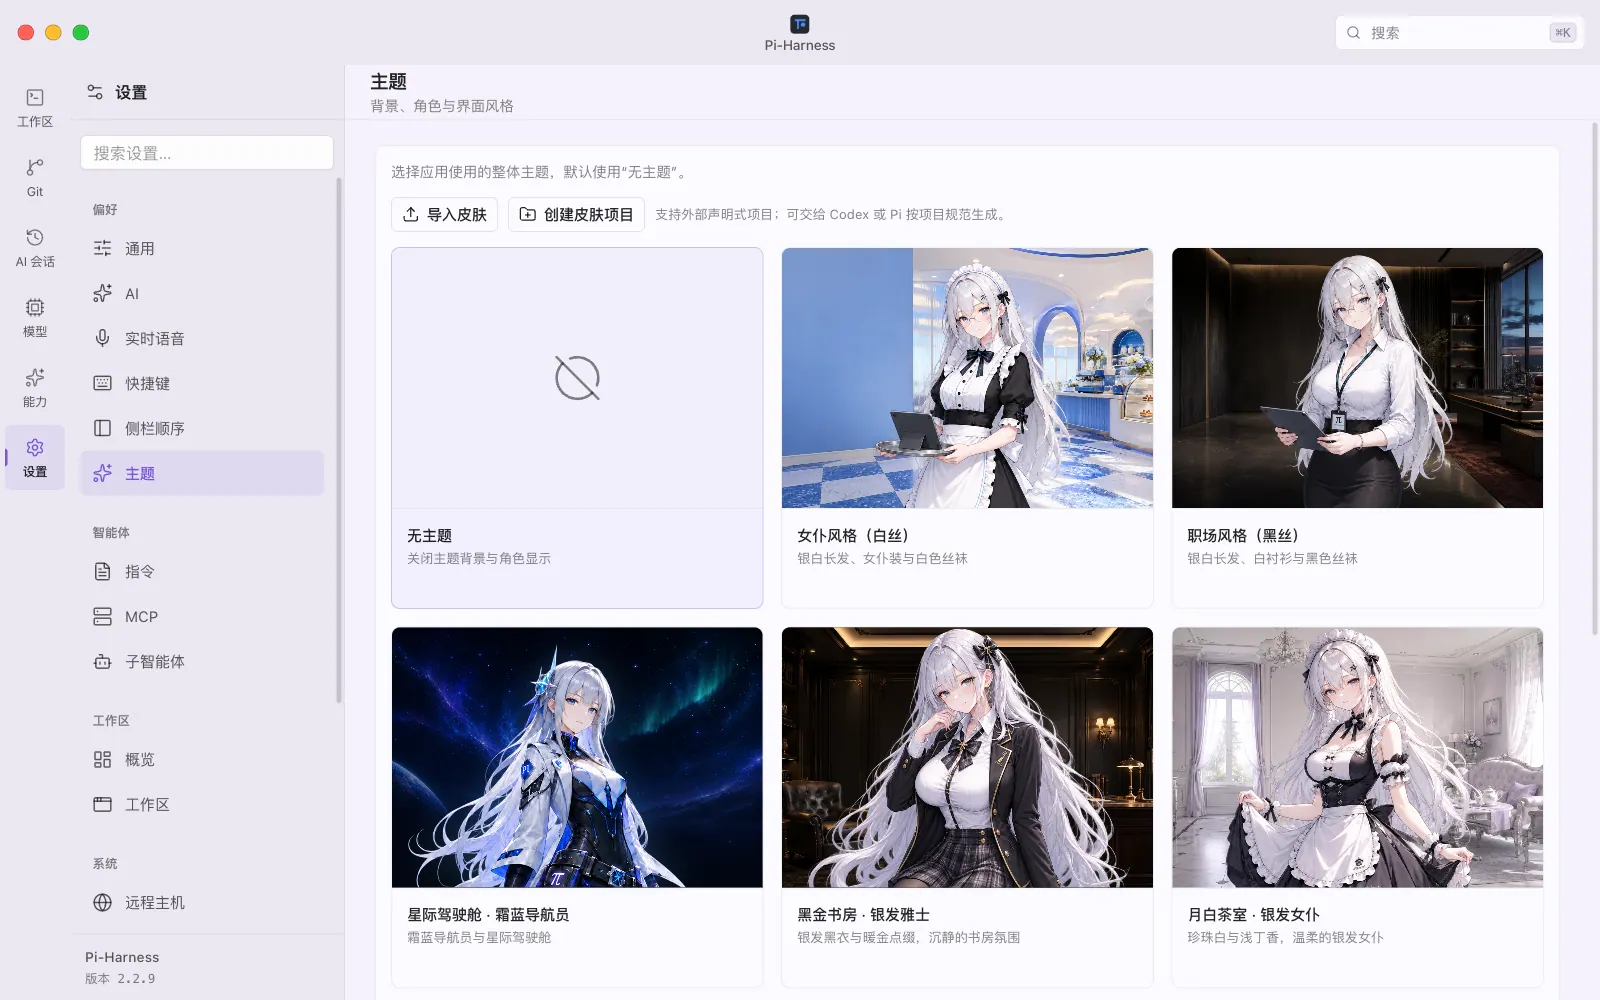 Pi-Harness
搜索
⌘K
工作区
Git
AI 会话
模型
能力
设置
设置
搜索设置...
偏好
通用
AI
实时语音
快捷键
侧栏顺序
主题
智能体
指令
MCP
子智能体
工作区
概览
工作区
系统
远程主机
Pi-Harness
版本 2.2.9
主题
背景、角色与界面风格
选择应用使用的整体主题，默认使用“无主题”。
导入皮肤
创建皮肤项目
支持外部声明式项目；可交给 Codex 或 Pi 按项目规范生成。
无主题
关闭主题背景与角色显示
女仆风格（白丝）
银白长发、女仆装与白色丝袜
职场风格（黑丝）
银白长发、白衬衫与黑色丝袜
星际驾驶舱 · 霜蓝导航员
霜蓝导航员与星际驾驶舱
黑金书房 · 银发雅士
银发黑衣与暖金点缀，沉静的书房氛围
月白茶室 · 银发女仆
珍珠白与浅丁香，温柔的银发女仆